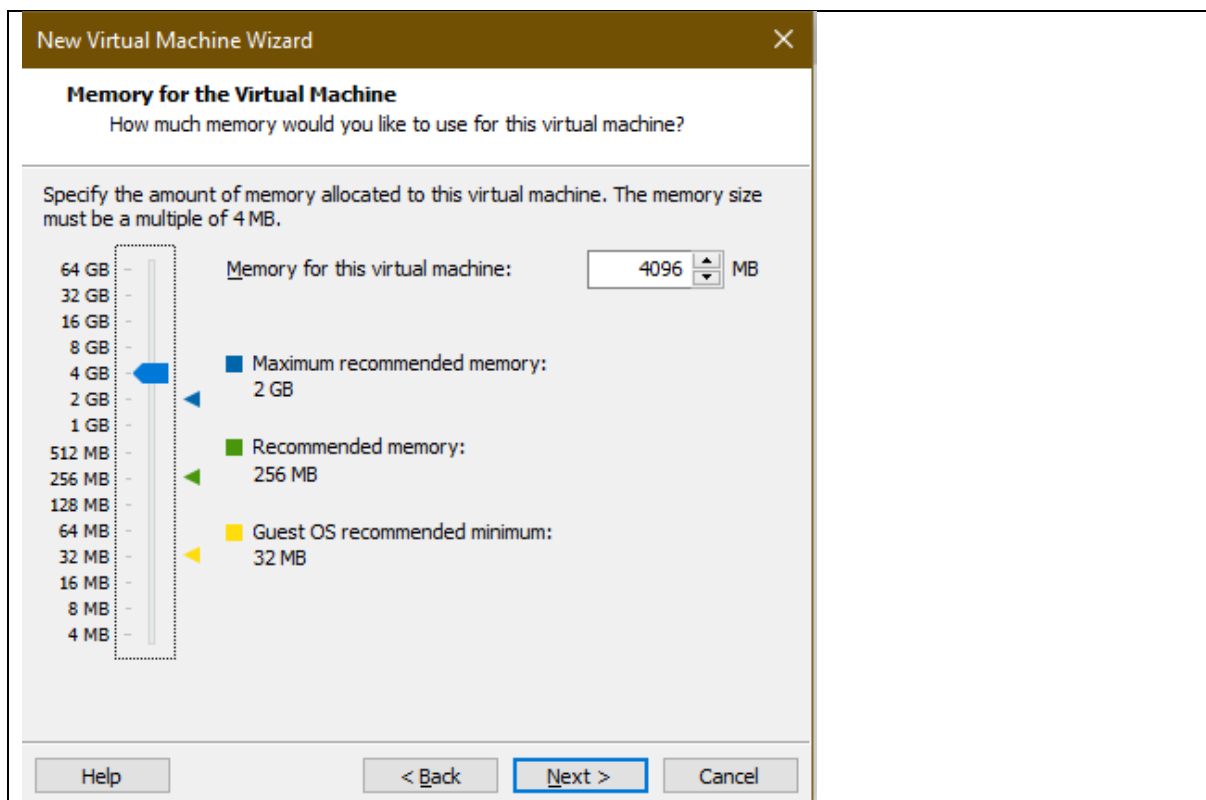 New Virtual Machine Wizard
Memory for the Virtual Machine
How much memory would you like to use for this virtual machine?
Specify the amount of memory allocated to this virtual machine. The memory size
must be a multiple of 4 MB.
64 GB
32 GB
16 GB
8 GB
4 GB
2 GB
1 GB
512 MB
256 MB
128 MB
64 MB
32 MB
16 MB
8 MB
4 MB
Memory for this virtual machine: 4096 MB
Maximum recommended memory:
2 GB
Recommended memory:
256 MB
Guest OS recommended minimum:
32 MB
Help < Back Next > Cancel